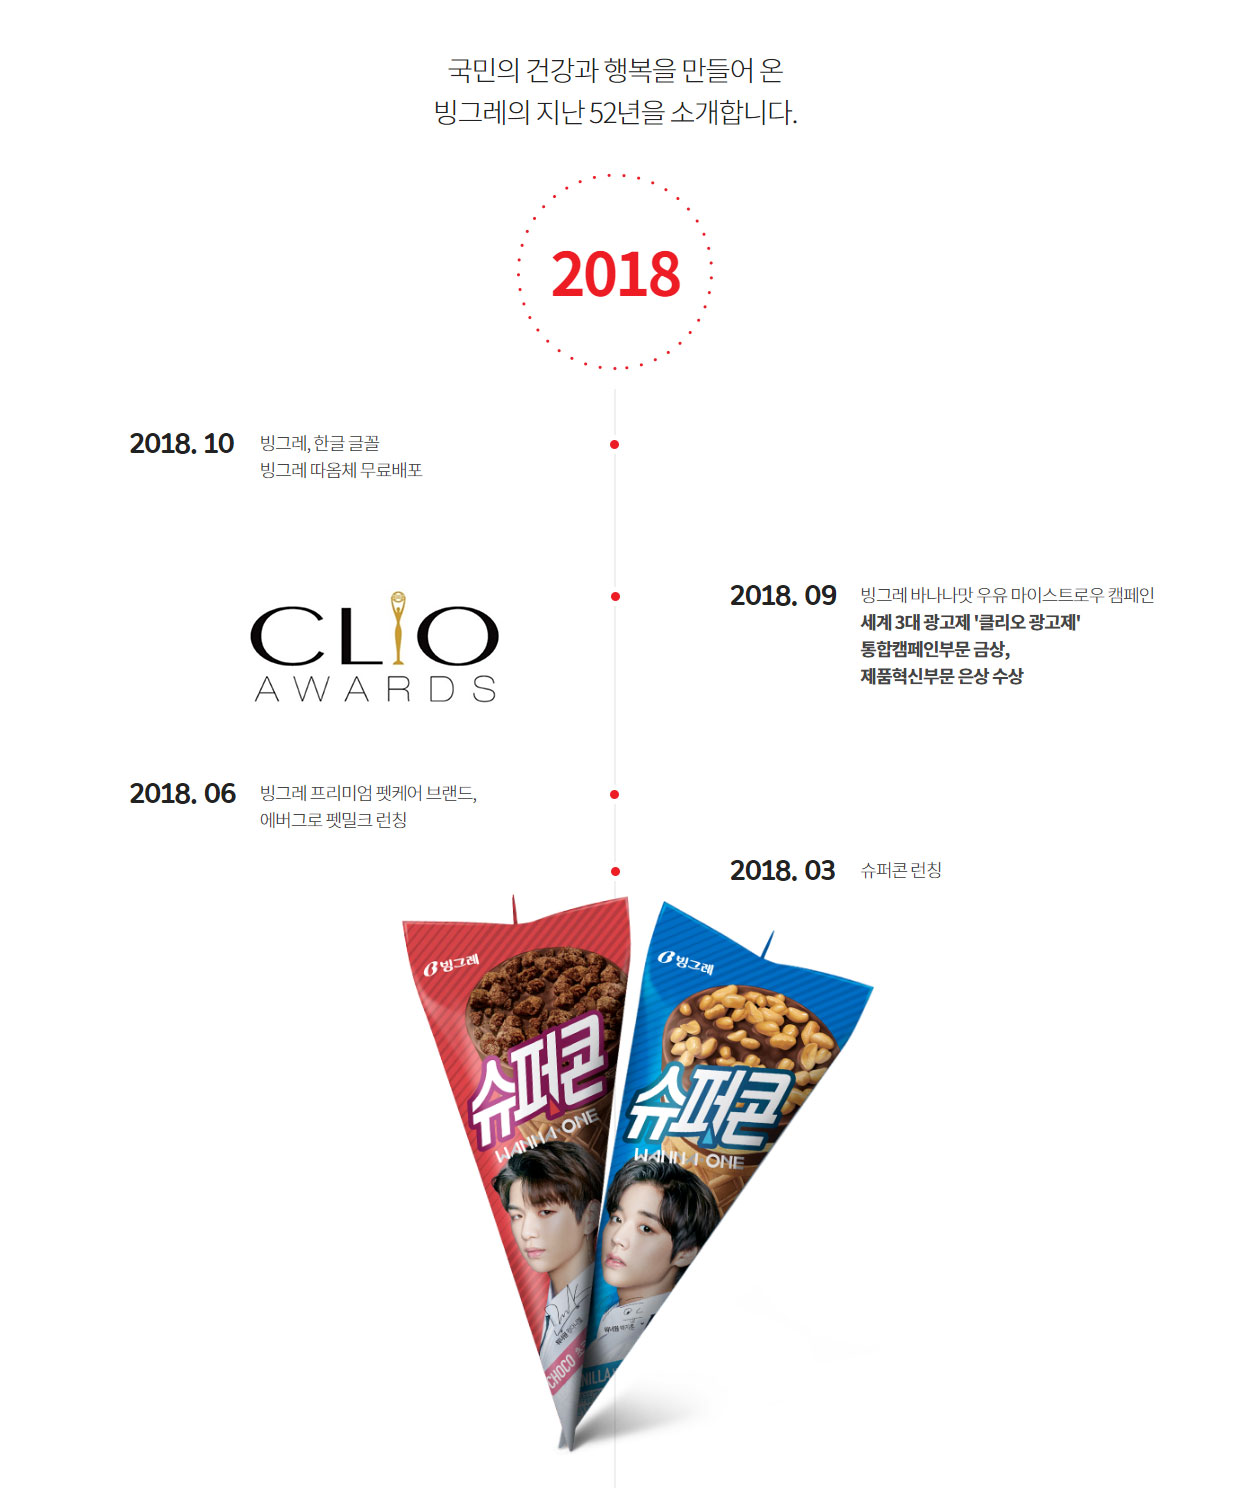 국민의 건강과 행복을 만들어 온
빙그레의 지난 52년을 소개합니다.
2018
2018. 10
빙그레, 한글 글꼴
빙그레 따옴체 무료배포
CLIO
AWARDS
2018. 09
빙그레 바나나맛 우유 마이스트로우 캠페인
세계 3대 광고제 '클리오 광고제'
통합캠페인부문 금상,
제품혁신부문 은상 수상
2018. 06
빙그레 프리미엄 펫케어 브랜드,
에버그로 펫밀크 런칭
2018. 03
슈퍼콘 런칭
빙그레
슈퍼콘
WANNA ONE
CHOCO
빙그레
슈퍼콘
WANNA ONE